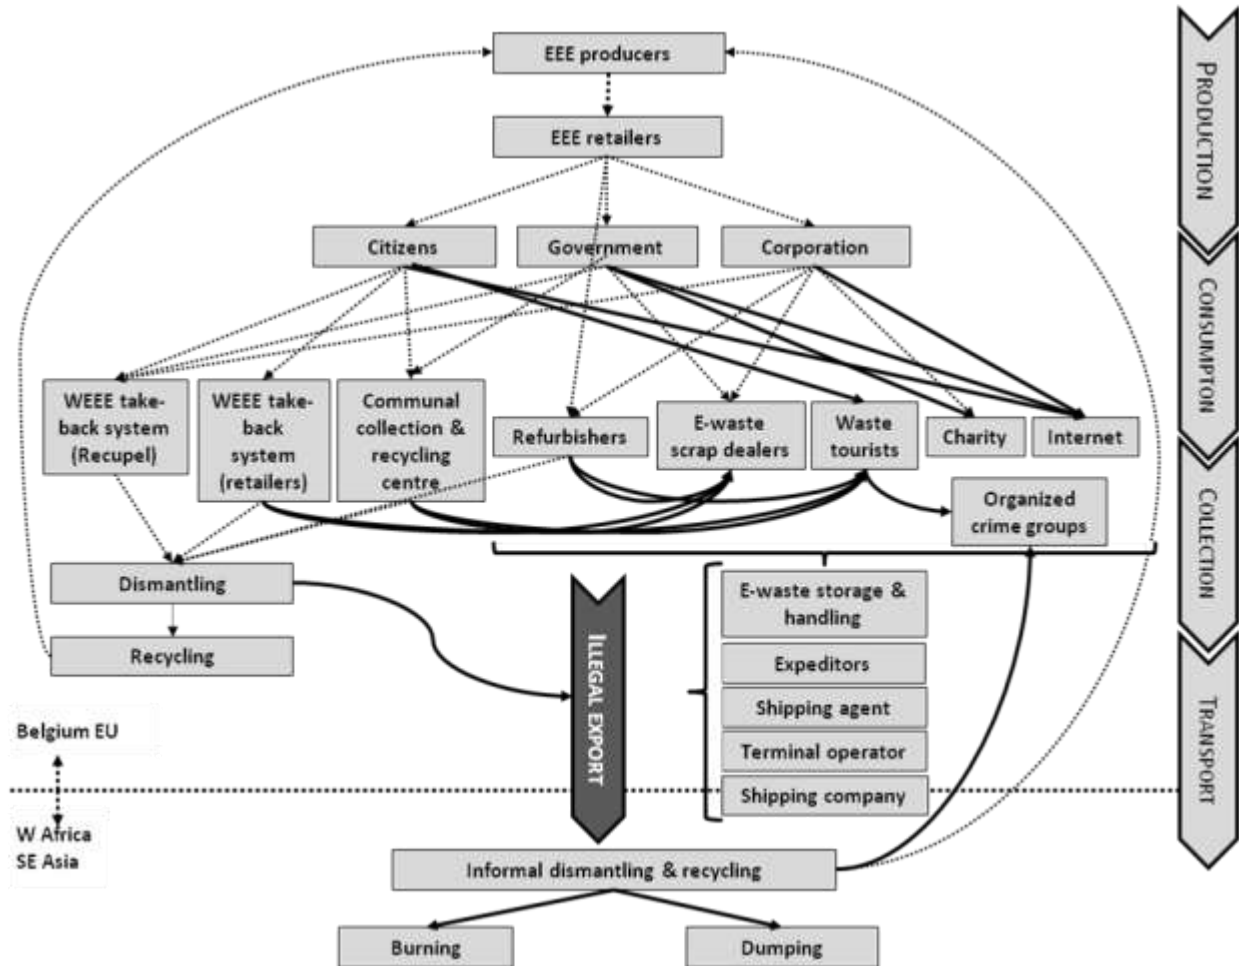 EEE producers
EEE retailers
Citizens
Government
Corporation
WEEE take-
back system
(Recupel)
WEEE take-
back
system
(retailers)
Communal
collection &
recycling
centre
Refurbishers
E-waste
scrap dealers
Waste
tourists
Charity
Internet
Organized
crime groups
Dismantling
Recycling
E-waste storage &
handling
Expeditors
Shipping agent
Terminal operator
Shipping company
ILLEGAL EXPORT
Belgium EU
W Africa
SE Asia
Informal dismantling & recycling
Burning
Dumping
PRODUCTION
CONSUMPTON
COLLECTION
TRANSPORT